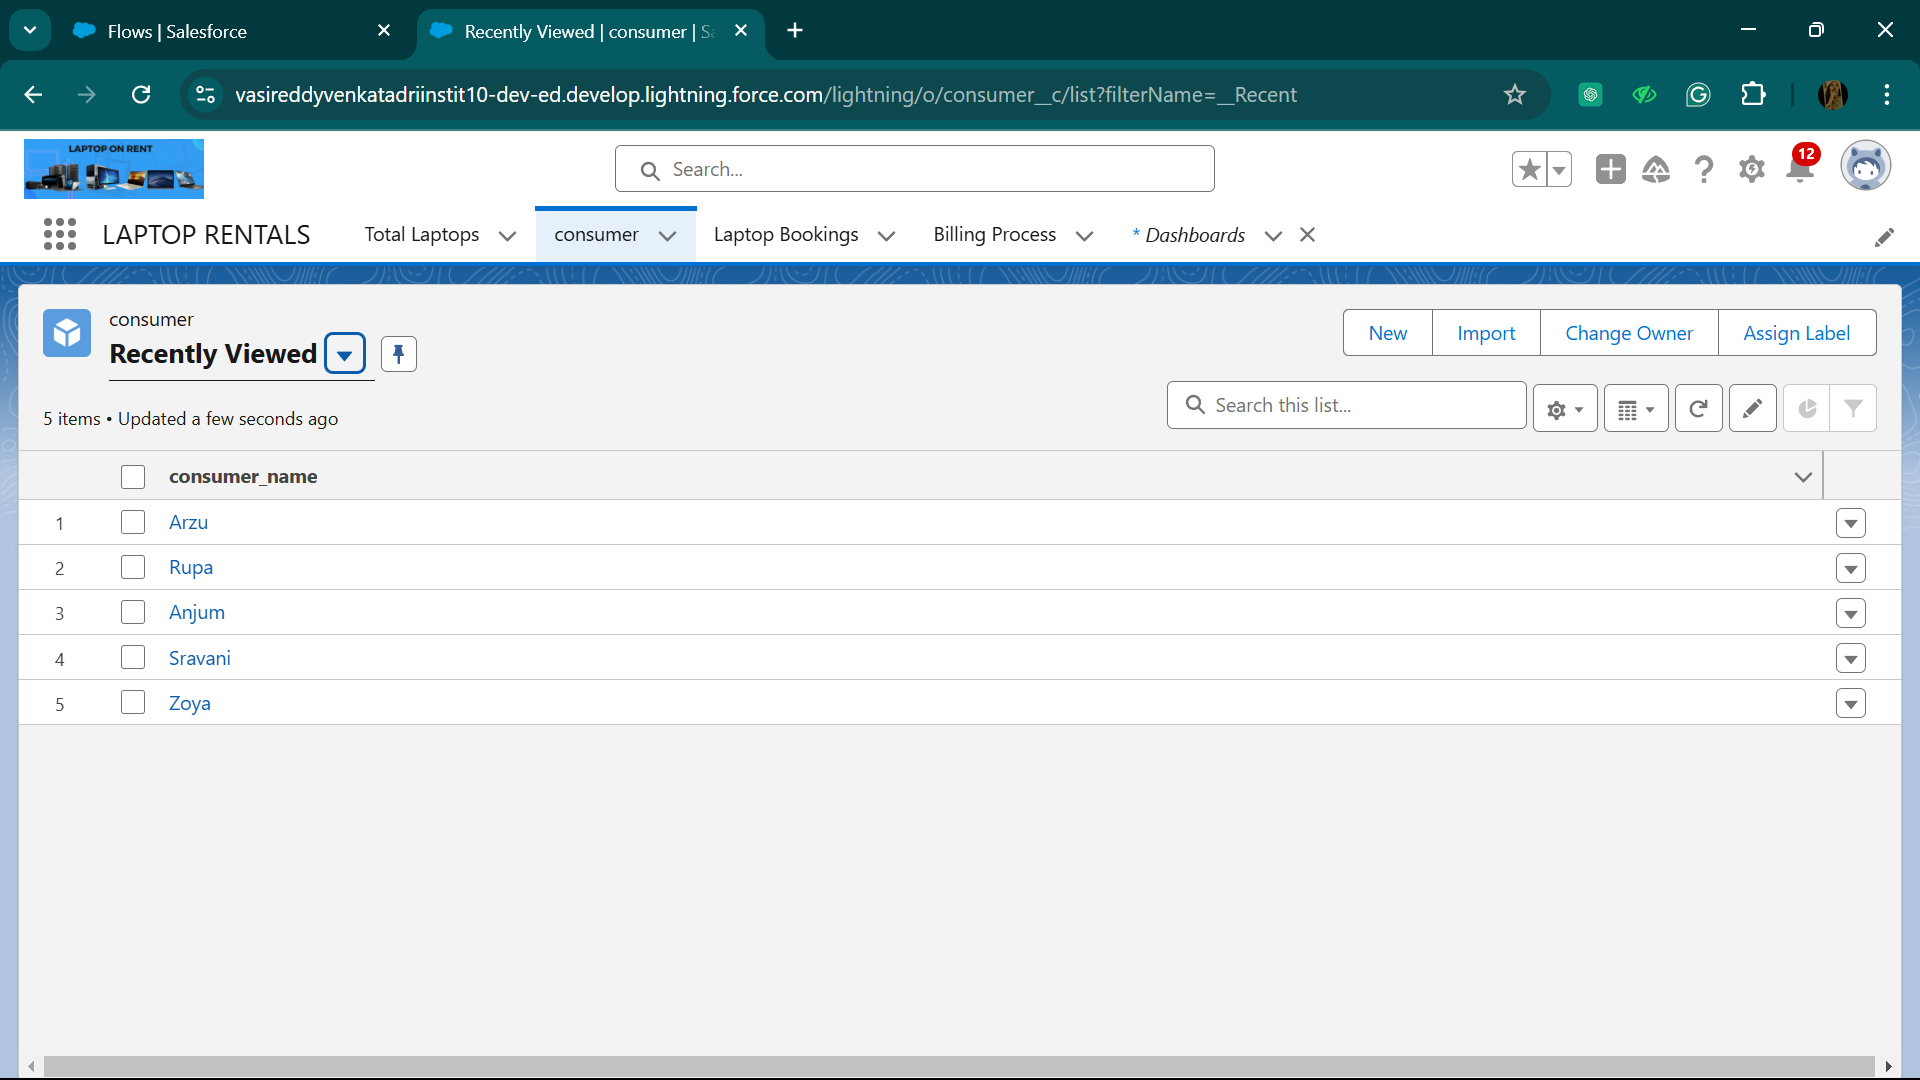 Flows | Salesforce
Recently Viewed | consumer | S
vasireddyvenkatadriinstit10-dev-ed.develop.lightning.force.com/lightning/o/consumer__c/list?filterName=__Recent
LAPTOP ON RENT
Search...
12
LAPTOP RENTALS
Total Laptops
consumer
Laptop Bookings
Billing Process
* Dashboards
consumer
Recently Viewed
New
Import
Change Owner
Assign Label
5 items • Updated a few seconds ago
Search this list...
consumer_name
1 Arzu
2 Rupa
3 Anjum
4 Sravani
5 Zoya